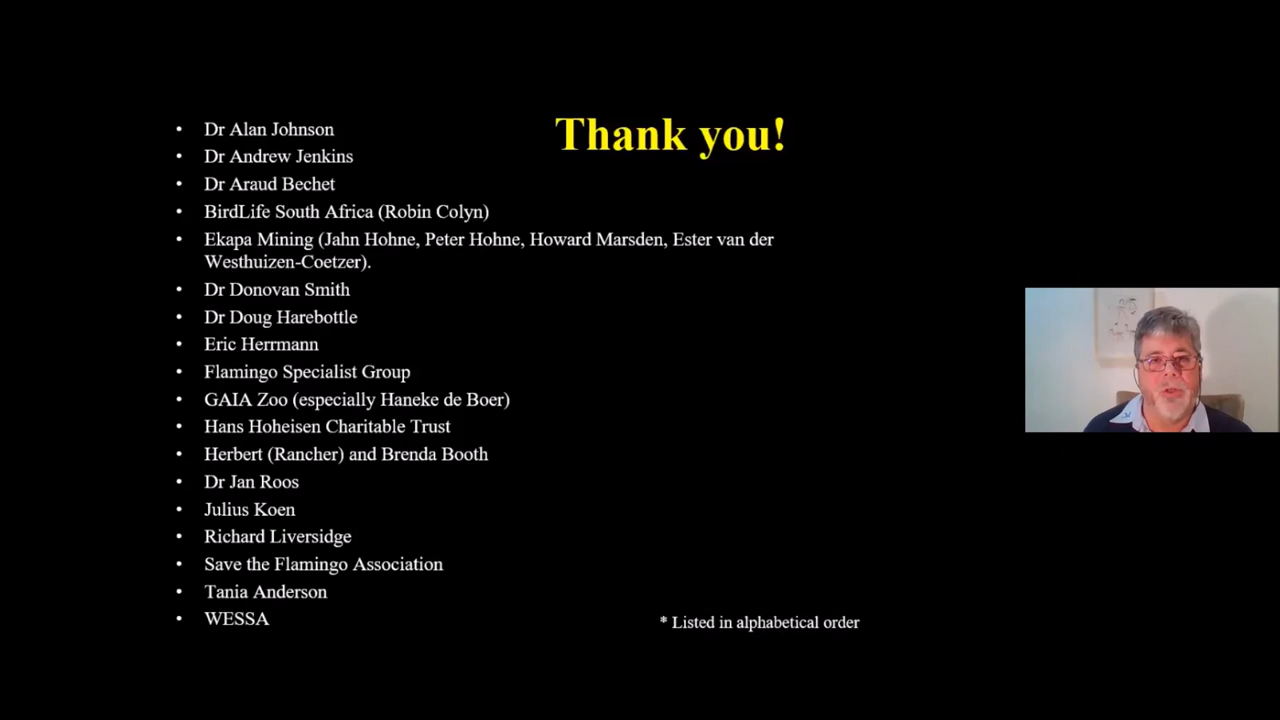 Thank you!
• Dr Alan Johnson
• Dr Andrew Jenkins
• Dr Araud Bechet
• BirdLife South Africa (Robin Colyn)
• Ekapa Mining (Jahn Hohne, Peter Hohne, Howard Marsden, Ester van der
Westhuizen-Coetzer).
• Dr Donovan Smith
• Dr Doug Harebottle
• Eric Herrmann
• Flamingo Specialist Group
• GAIA Zoo (especially Haneke de Boer)
• Hans Hoheisen Charitable Trust
• Herbert (Rancher) and Brenda Booth
• Dr Jan Roos
• Julius Koen
• Richard Liversidge
• Save the Flamingo Association
• Tania Anderson
• WESSA
* Listed in alphabetical order